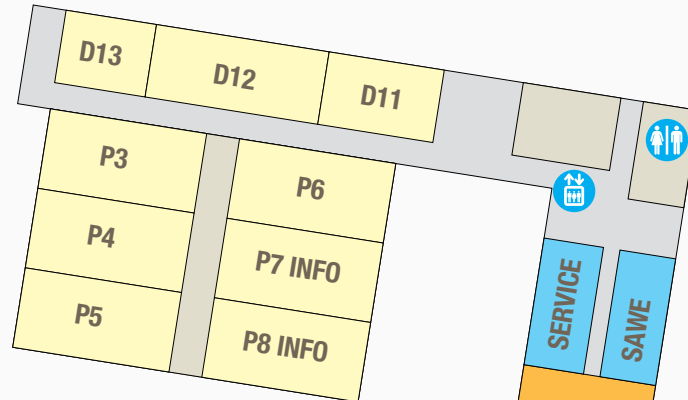 D13
D12
D11
P3
P6
P4
P7 INFO
P5
P8 INFO
SERVICE
SAWE